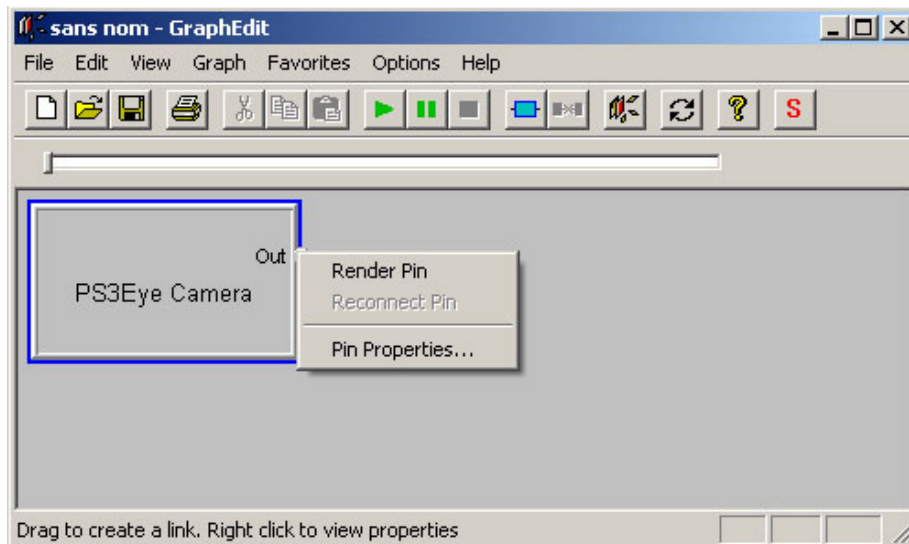 sans nom - GraphEdit
File Edit View Graph Favorites Options Help
S
Out
PS3Eye Camera
Render Pin
Reconnect Pin
Pin Properties...
Drag to create a link. Right click to view properties